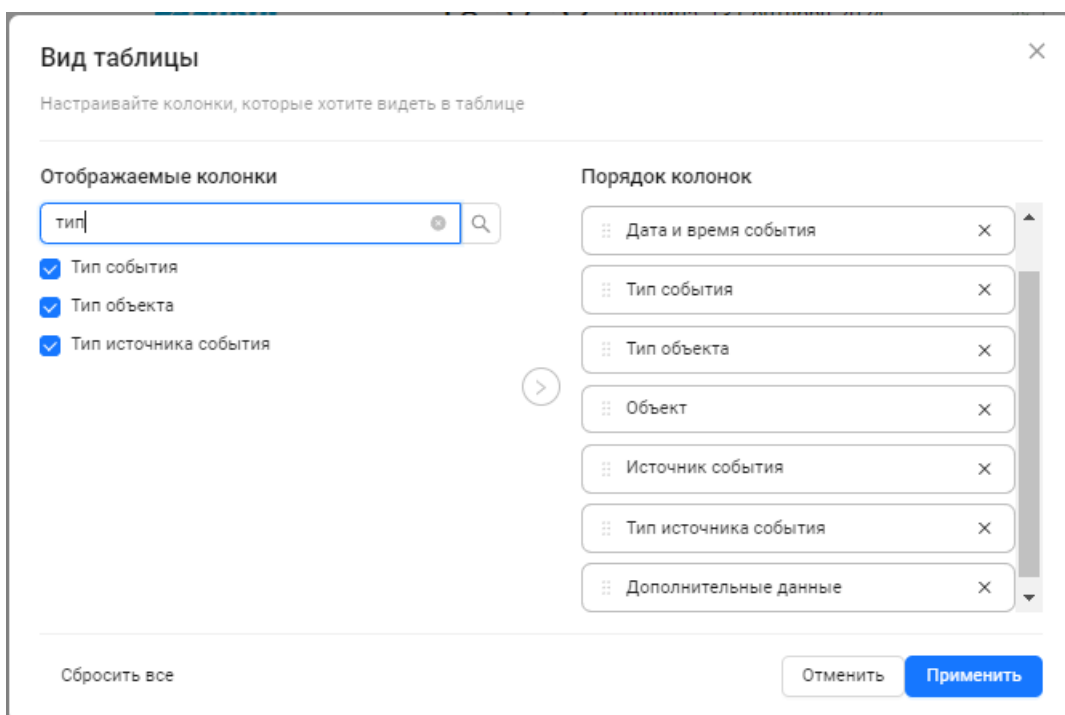 Вид таблицы
Настраивайте колонки, которые хотите видеть в таблице
Отображаемые колонки
тип
Тип события
Тип объекта
Тип источника события
Порядок колонок
Дата и время события
Тип события
Тип объекта
Объект
Источник события
Тип источника события
Дополнительные данные
Сбросить все
Отменить
Применить